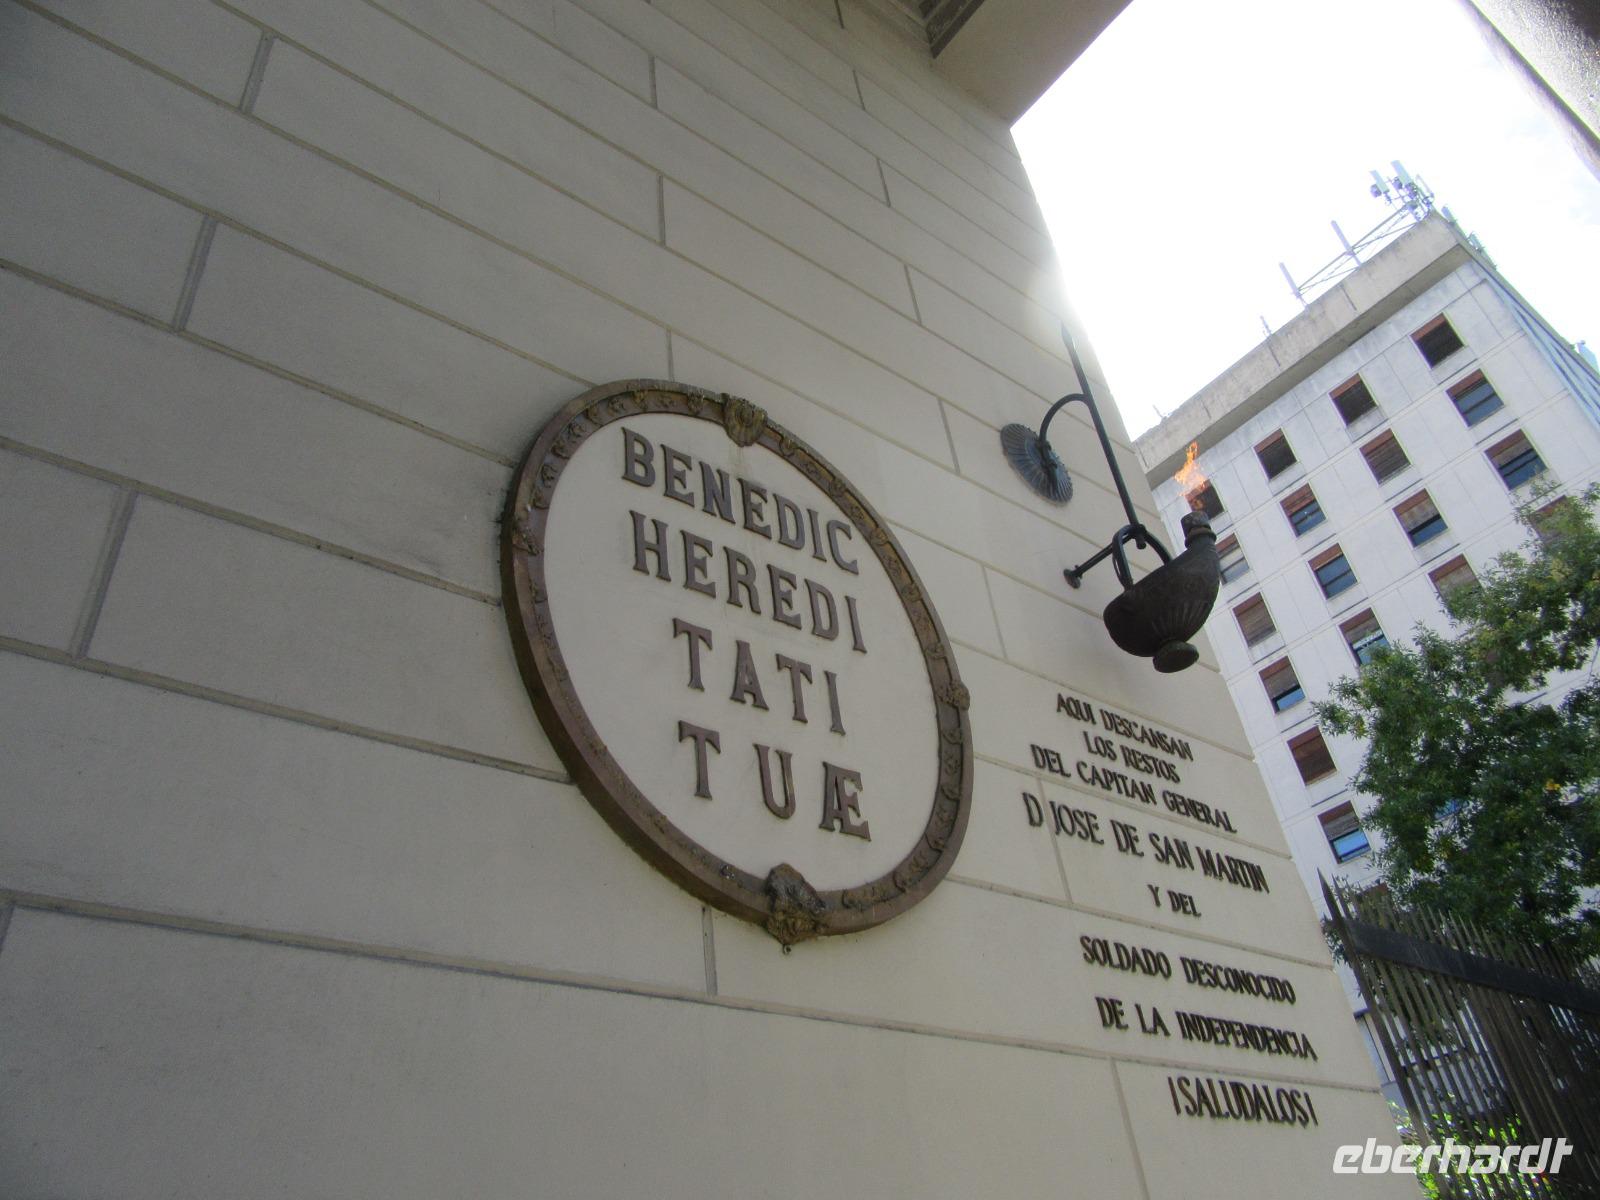 BENEDIC
HEREDI
TATI
TUÆ
AQUI DESCANSAN
LOS RESTOS
DEL CAPITAN GENERAL
D JOSE DE SAN MARTIN
Y DEL
SOLDADO DESCONOCIDO
DE LA INDEPENDENCIA
¡SALUDALOS!
eberhardt